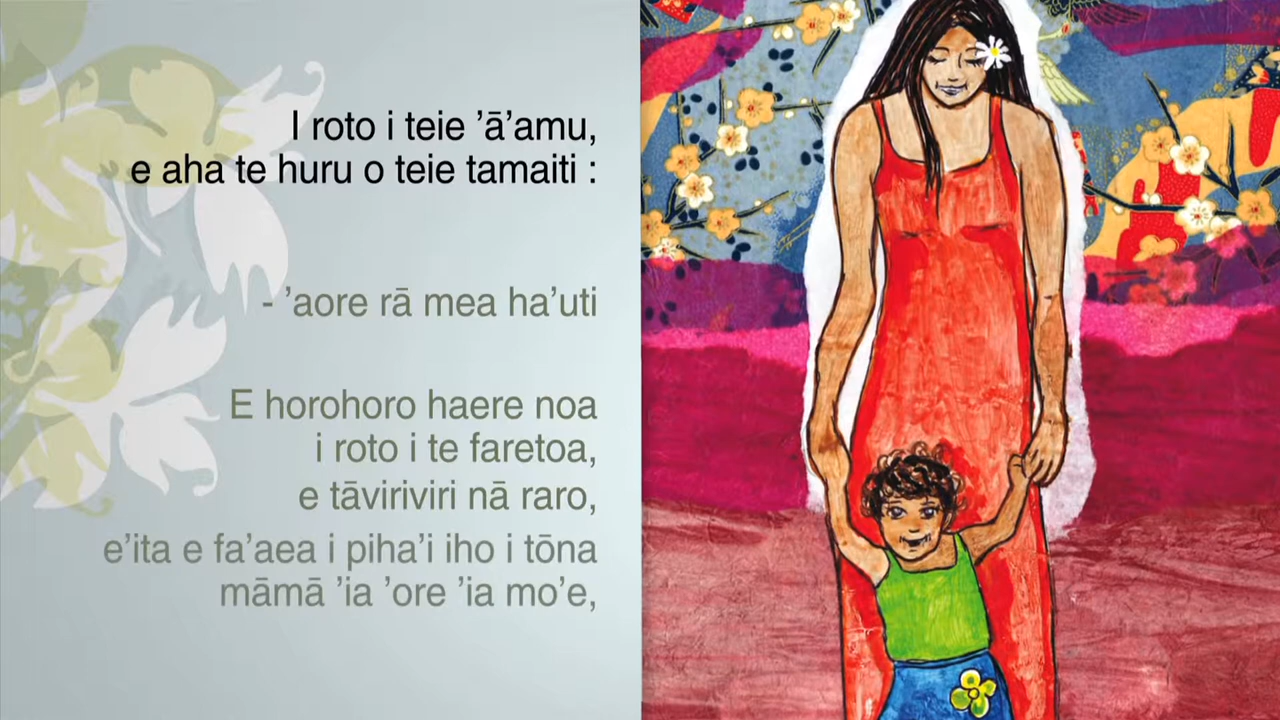 I roto i teie ’ā’amu,
e aha te huru o teie tamaiti :
- ’aore rā mea ha’uti
E horohoro haere noa
i roto i te faretoa,
e tāviriviri nā raro,
e’ita e fa’aea i piha’i iho i tōna
māmā ’ia ’ore ’ia mo’e,